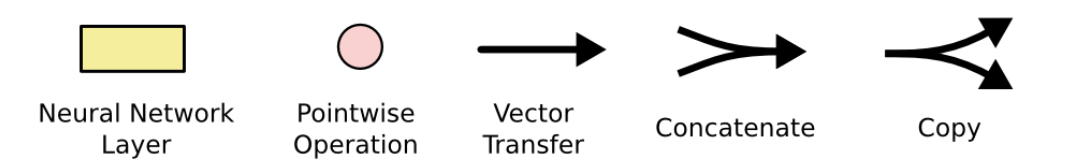 Neural Network
Layer
Pointwise
Operation
Vector
Transfer
Concatenate
Copy